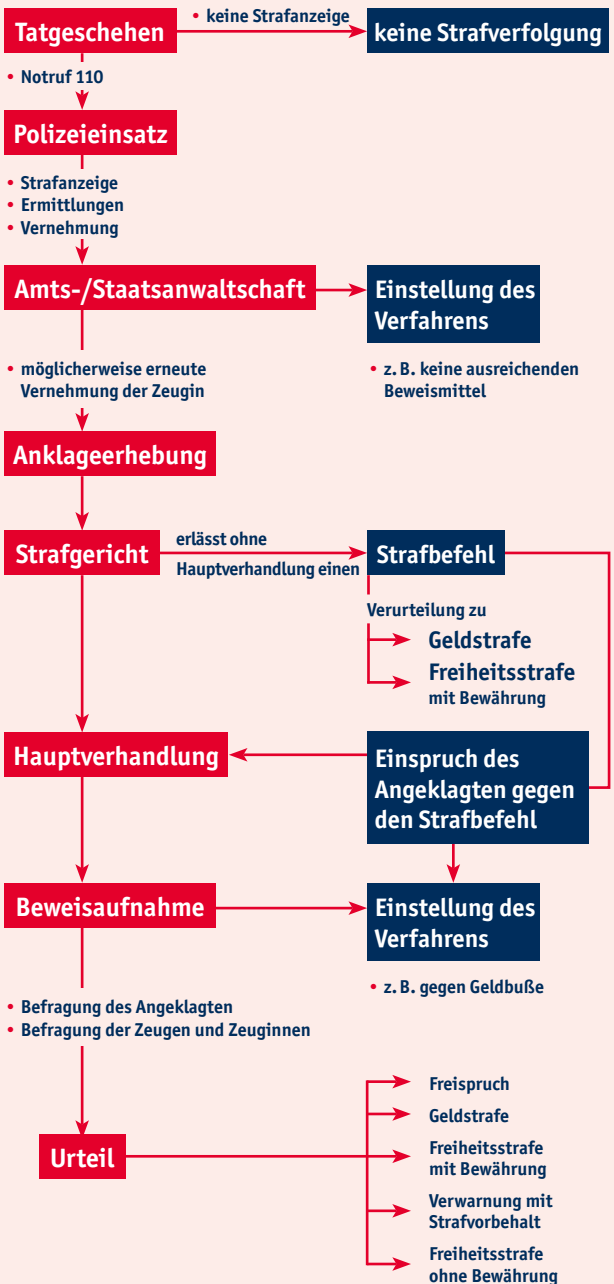 Tatgeschehen
• keine Strafanzeige
keine Strafverfolgung
• Notruf 110
Polizeieinsatz
• Strafanzeige
• Ermittlungen
• Vernehmung
Amts-/Staatsanwaltschaft
Einstellung des
Verfahrens
• möglicherweise erneute
Vernehmung der Zeugin
• z. B. keine ausreichenden
Beweismittel
Anklageerhebung
Strafgericht
erlässt ohne
Hauptverhandlung einen
Strafbefehl
Verurteilung zu
Geldstrafe
Freiheitsstrafe
mit Bewährung
Hauptverhandlung
Einspruch des
Angeklagten gegen
den Strafbefehl
Beweisaufnahme
Einstellung des
Verfahrens
• z. B. gegen Geldbuße
• Befragung des Angeklagten
• Befragung der Zeugen und Zeuginnen
Urteil
Freispruch
Geldstrafe
Freiheitsstrafe
mit Bewährung
Verwarnung mit
Strafvorbehalt
Freiheitsstrafe
ohne Bewährung